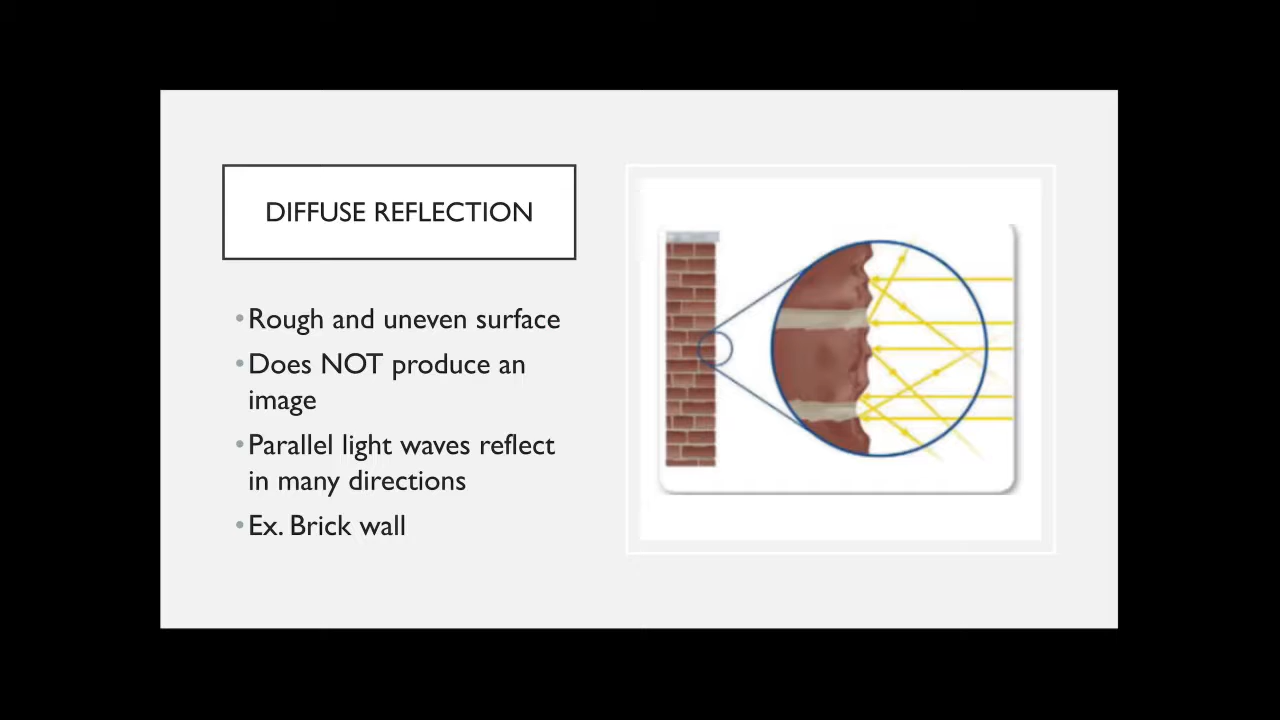 DIFFUSE REFLECTION
•Rough and uneven surface
•Does NOT produce an
image
•Parallel light waves reflect
in many directions
•Ex. Brick wall